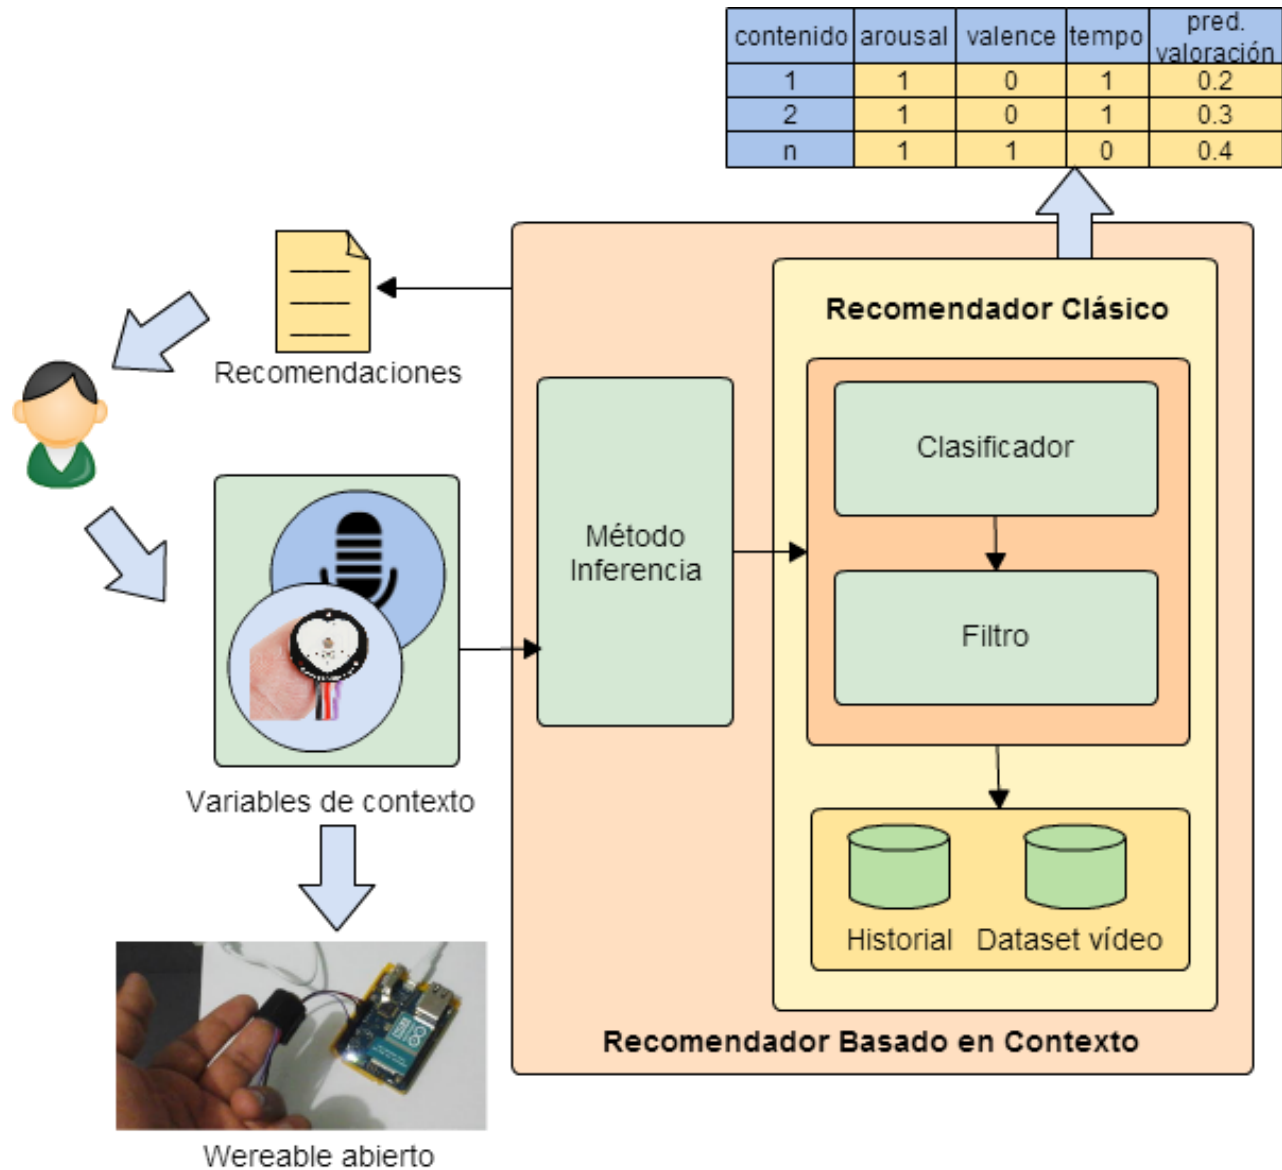 contenido arousal valence tempo pred. valoración
1 1 0 1 0.2
2 1 0 1 0.3
n 1 1 0 0.4
Recomendaciones
Recomendador Clásico
Clasificador
Método
Inferencia
Filtro
Variables de contexto
Historial Dataset vídeo
Recomendador Basado en Contexto
Wereable abierto